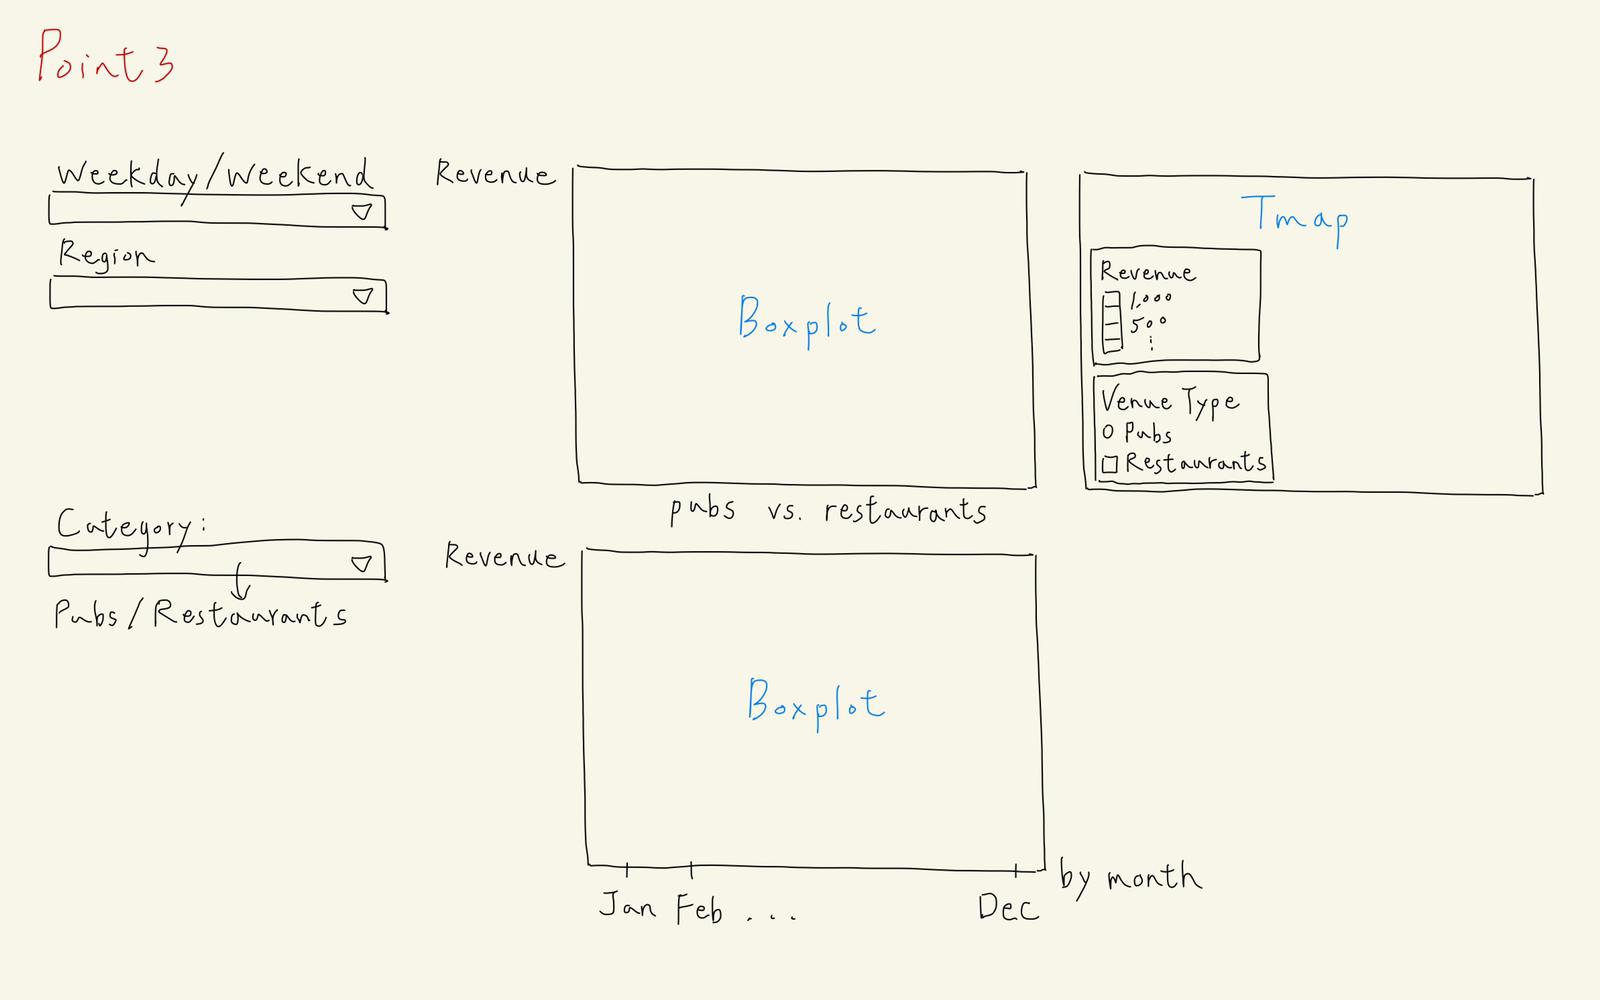 Point 3
Weekday/Weekend
Region
Revenue
Boxplot
pubs vs. restaurants
Tmap
Revenue
1,000
500
⋮
Venue Type
Pubs
Restaurants
Category:
Pubs/Restaurants
Revenue
Boxplot
Jan Feb ... Dec
by month